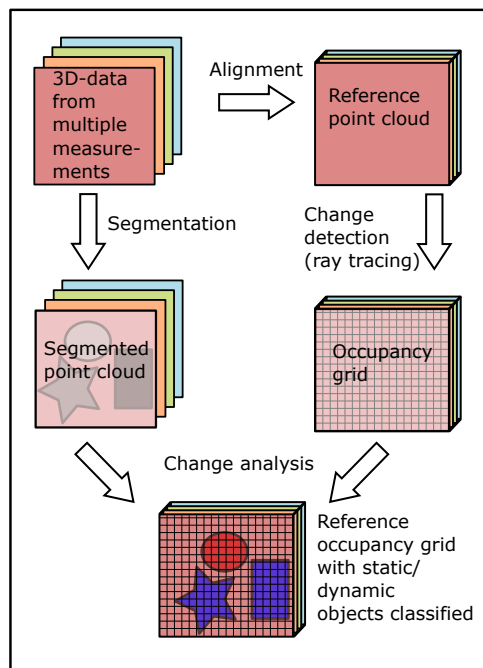 3D-data
from
multiple
measure-
ments
Alignment
Reference
point cloud
Segmentation
Change
detection
(ray tracing)
Segmented
point cloud
Occupancy
grid
Change analysis
Reference
occupancy grid
with static/
dynamic
objects classified